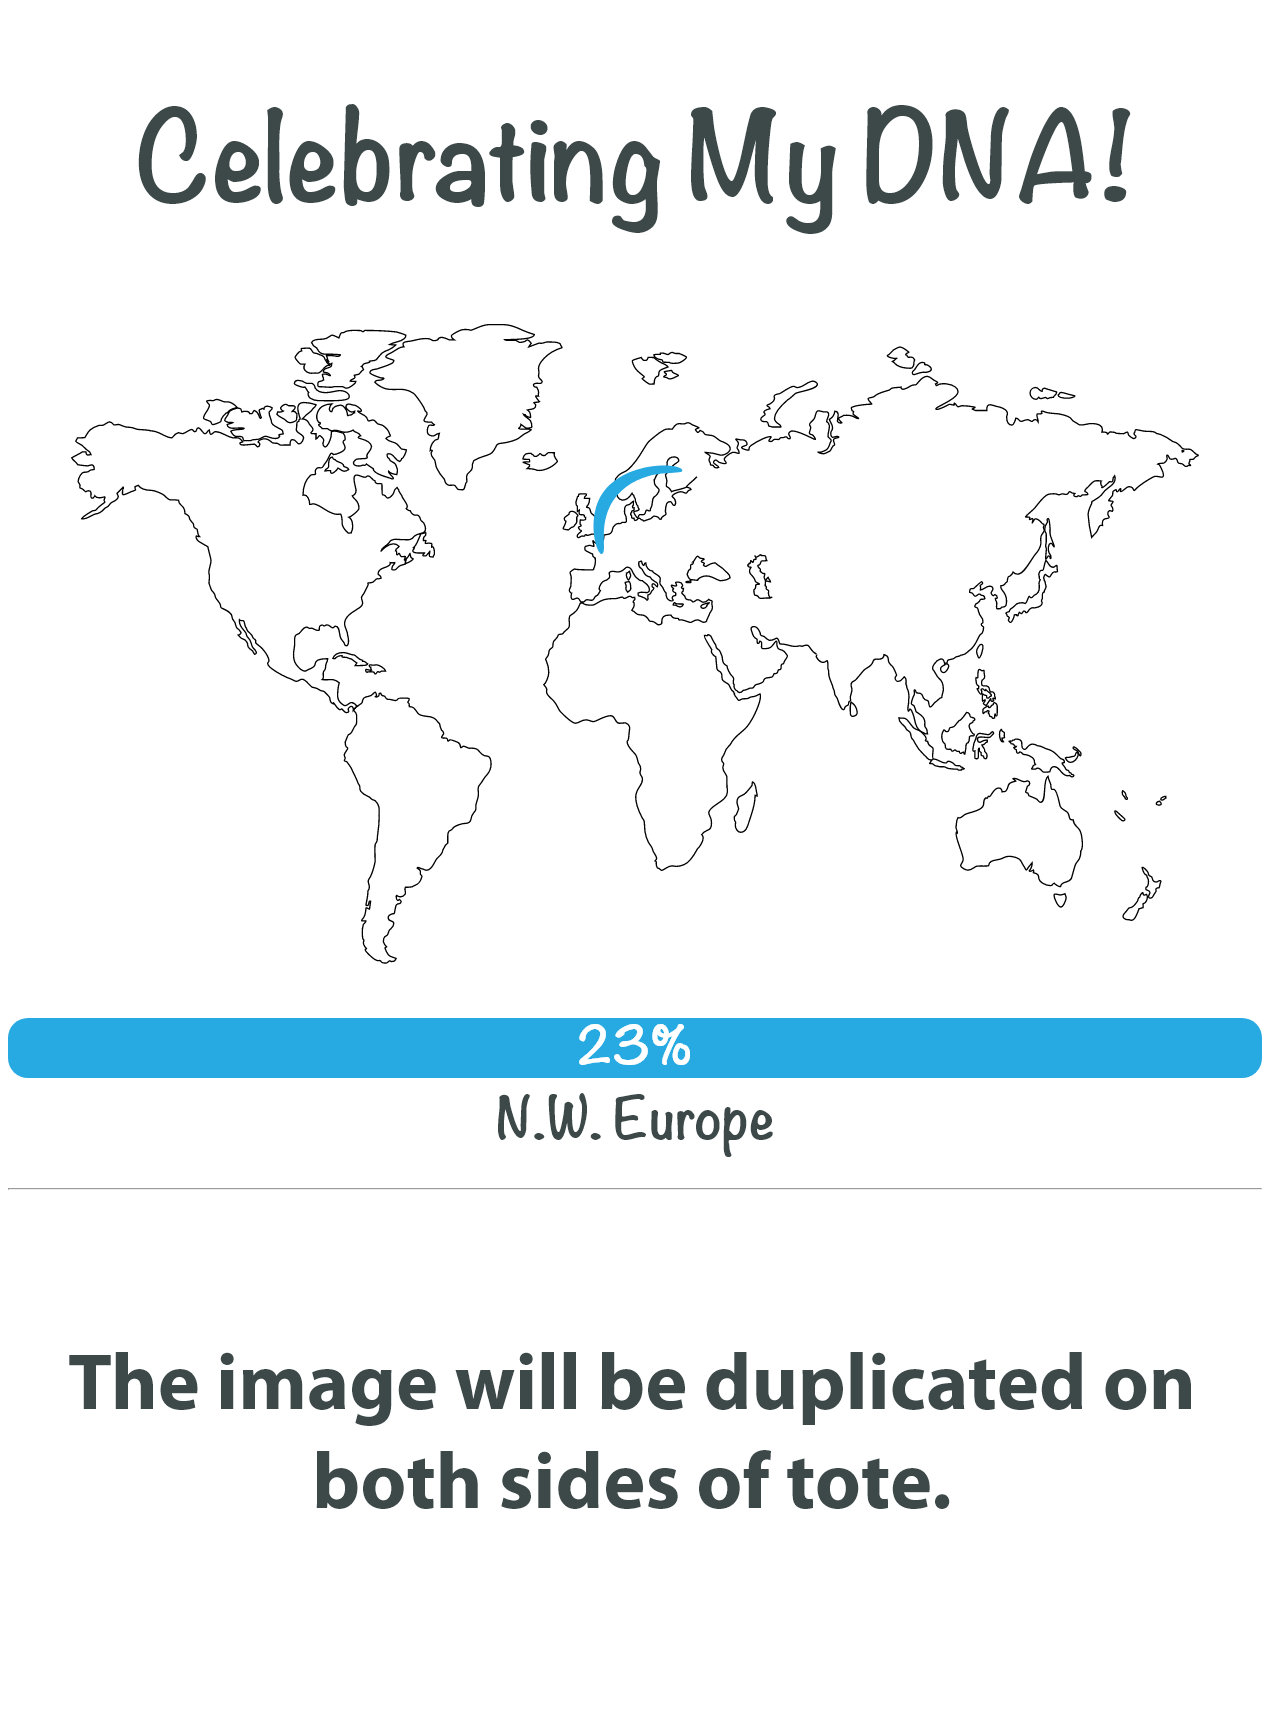 Celebrating My DNA!
23%
N.W. Europe
The image will be duplicated on
both sides of tote.